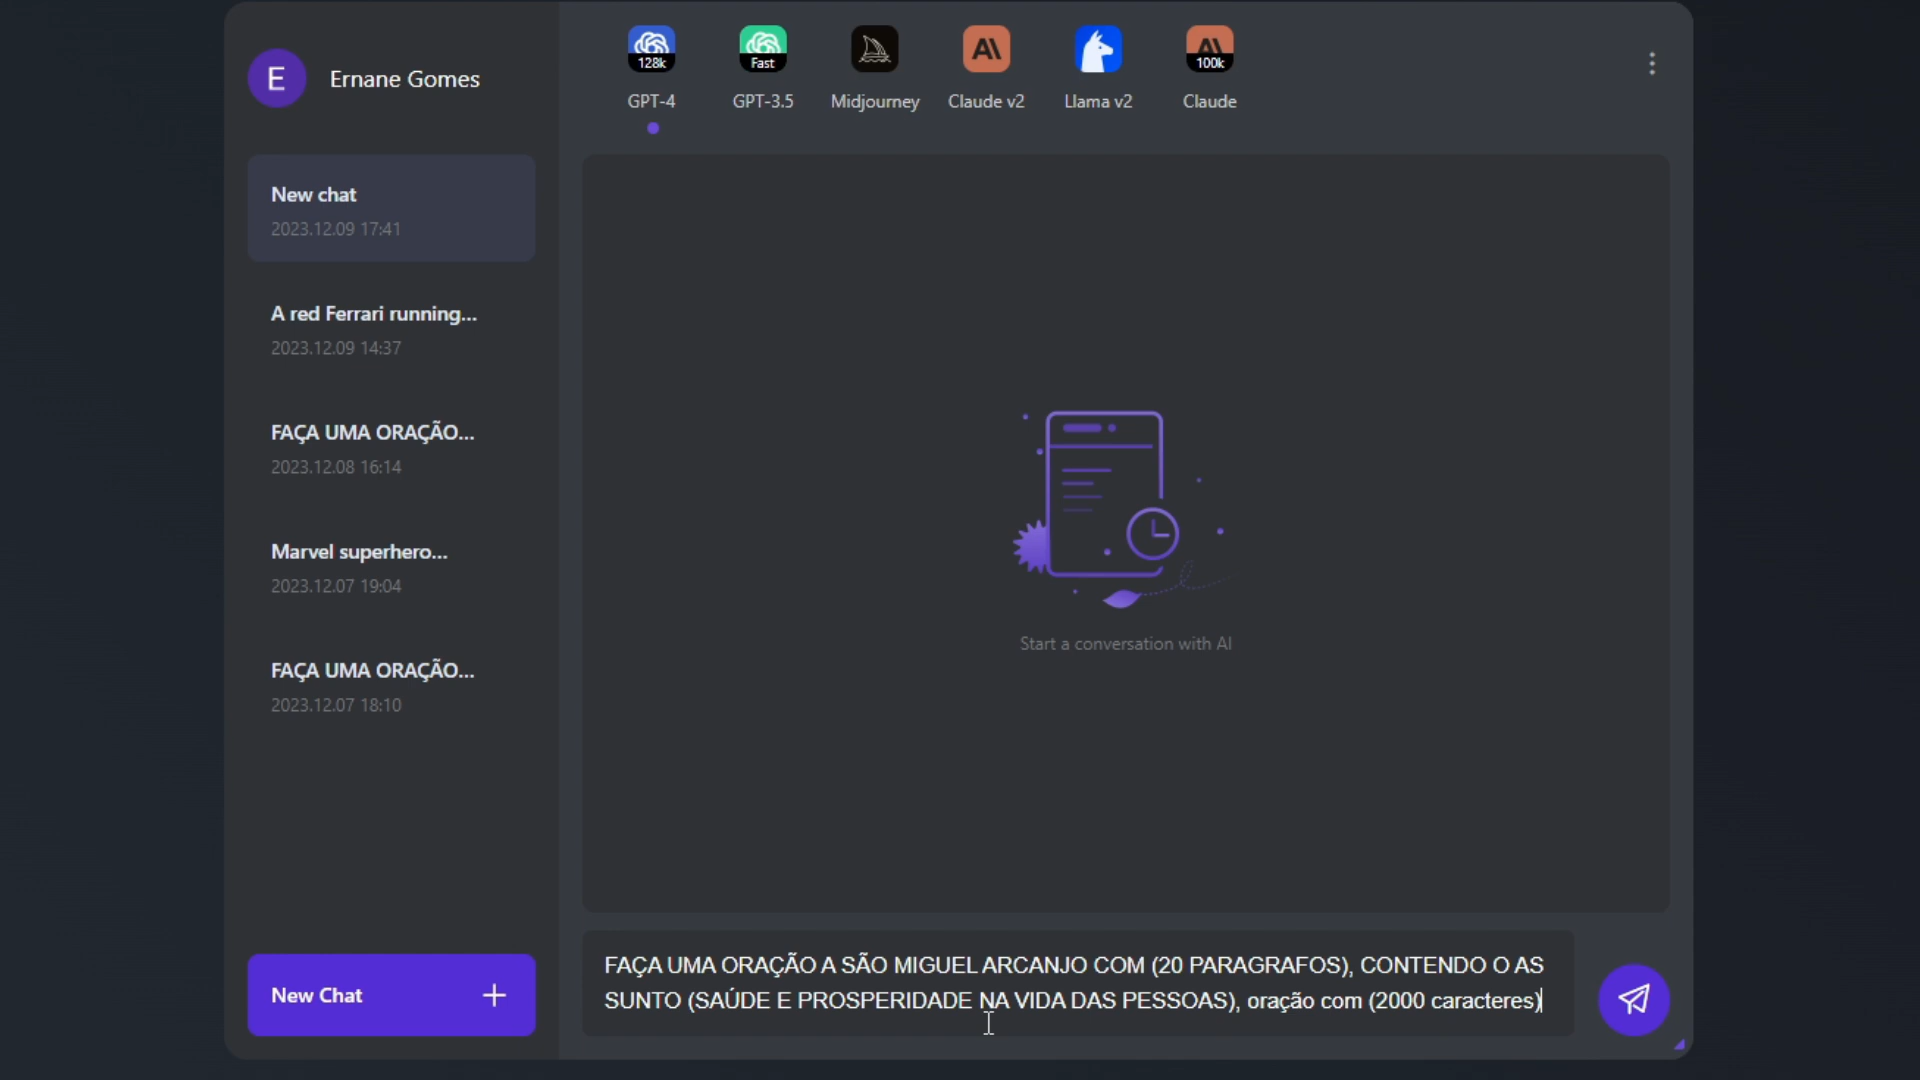 E
Ernane Gomes
128k
Fast
100k
GPT-4
GPT-3.5
Midjourney
Claude v2
Llama v2
Claude
New chat
2023.12.09 17:41
A red Ferrari running...
2023.12.09 14:37
FAÇA UMA ORAÇÃO...
2023.12.08 16:14
Marvel superhero...
2023.12.07 19:04
FAÇA UMA ORAÇÃO...
2023.12.07 18:10
Start a conversation with AI
New Chat
FAÇA UMA ORAÇÃO A SÃO MIGUEL ARCANJO COM (20 PARAGRAFOS), CONTENDO O AS
SUNTO (SAÚDE E PROSPERIDADE NA VIDA DAS PESSOAS), oração com (2000 caracteres)